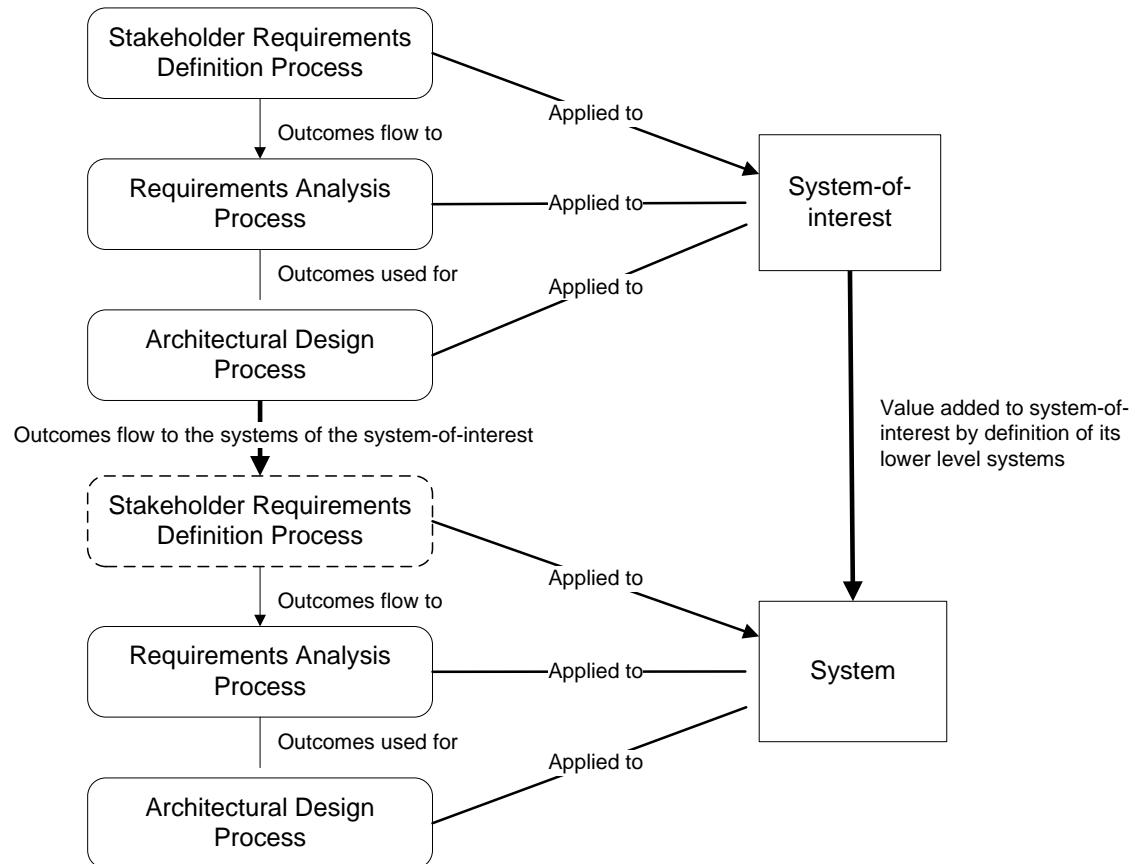 Stakeholder Requirements
Definition Process
Applied to
Outcomes flow to
Requirements Analysis
Process
Applied to
System-of-
interest
Outcomes used for
Applied to
Architectural Design
Process
Outcomes flow to the systems of the system-of-interest
Value added to system-of-
interest by definition of its
lower level systems
Stakeholder Requirements
Definition Process
Applied to
Outcomes flow to
Requirements Analysis
Process
Applied to
System
Outcomes used for
Applied to
Architectural Design
Process